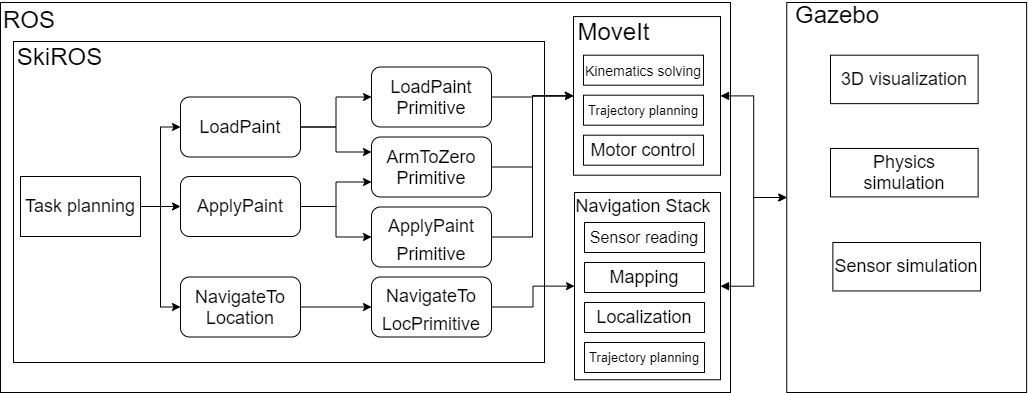 ROS
SkiROS
Task planning
LoadPaint
ApplyPaint
NavigateTo
Location
LoadPaint
Primitive
ArmToZero
Primitive
ApplyPaint
Primitive
NavigateTo
LocPrimitive
MoveIt
Kinematics solving
Trajectory planning
Motor control
Navigation Stack
Sensor reading
Mapping
Localization
Trajectory planning
Gazebo
3D visualization
Physics
simulation
Sensor simulation